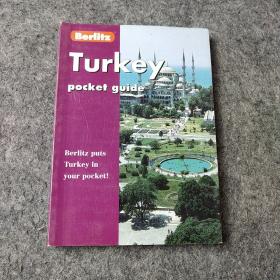 Berlitz
Turkey
pocket guide
Berlitz puts
Turkey in
your pocket!